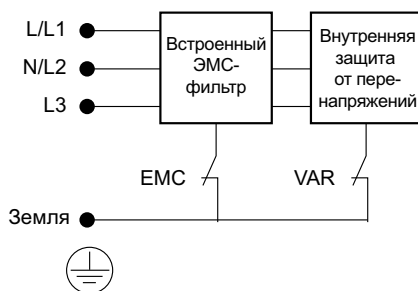 L/L1
N/L2
L3
Встроенный
ЭМС-
фильтр
Внутренняя
защита
от пере-
напряжений
EMC
VAR
Земля